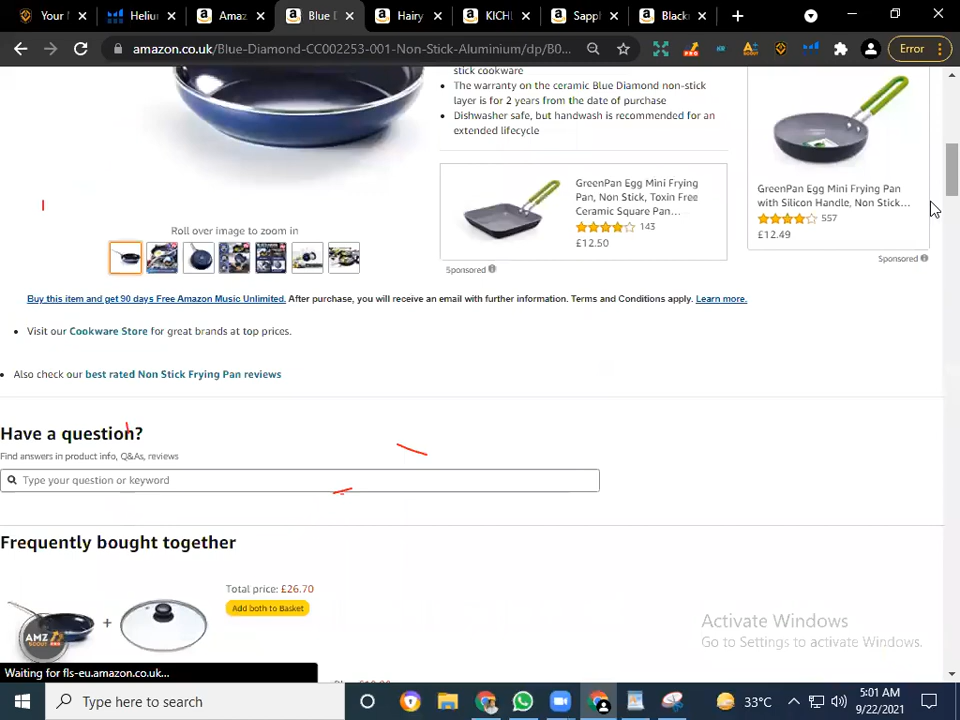 Your N
Heliu
Amaz
Blue D
Hairy
KICHL
Sappl
Black
amazon.co.uk/Blue-Diamond-CC002253-001-Non-Stick-Aluminium/dp/B0...
Error
stick cookware
The warranty on the ceramic Blue Diamond non-stick
layer is for 2 years from the date of purchase
Dishwasher safe, but handwash is recommended for an
extended lifecycle
GreenPan Egg Mini Frying
Pan, Non Stick, Toxin Free
Ceramic Square Pan...
143
£12.50
Sponsored
GreenPan Egg Mini Frying Pan
with Silicon Handle, Non Stick...
557
£12.49
Sponsored
Roll over image to zoom in
Buy this item and get 90 days Free Amazon Music Unlimited. After purchase, you will receive an email with further information. Terms and Conditions apply. Learn more.
Visit our Cookware Store for great brands at top prices.
Also check our best rated Non Stick Frying Pan reviews
Have a question?
Find answers in product info, Q&As, reviews
Type your question or keyword
Frequently bought together
Total price: £26.70
Add both to Basket
AMZ
SCOUT PRO
Activate Windows
Go to Settings to activate Windows.
Waiting for fls-eu.amazon.co.uk...
Type here to search
33°C
5:01 AM
9/22/2021